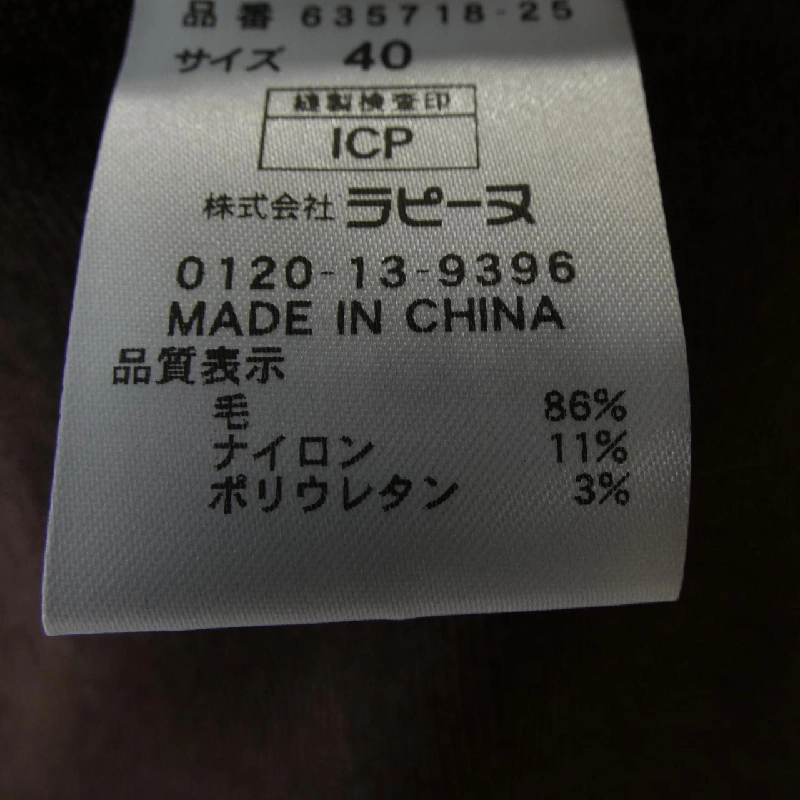 品番 635718-25
サイズ 40
縫製検査印
ICP
株式会社 ラピーヌ
0120-13-9396
MADE IN CHINA
品質表示
毛 86%
ナイロン 11%
ポリウレタン 3%